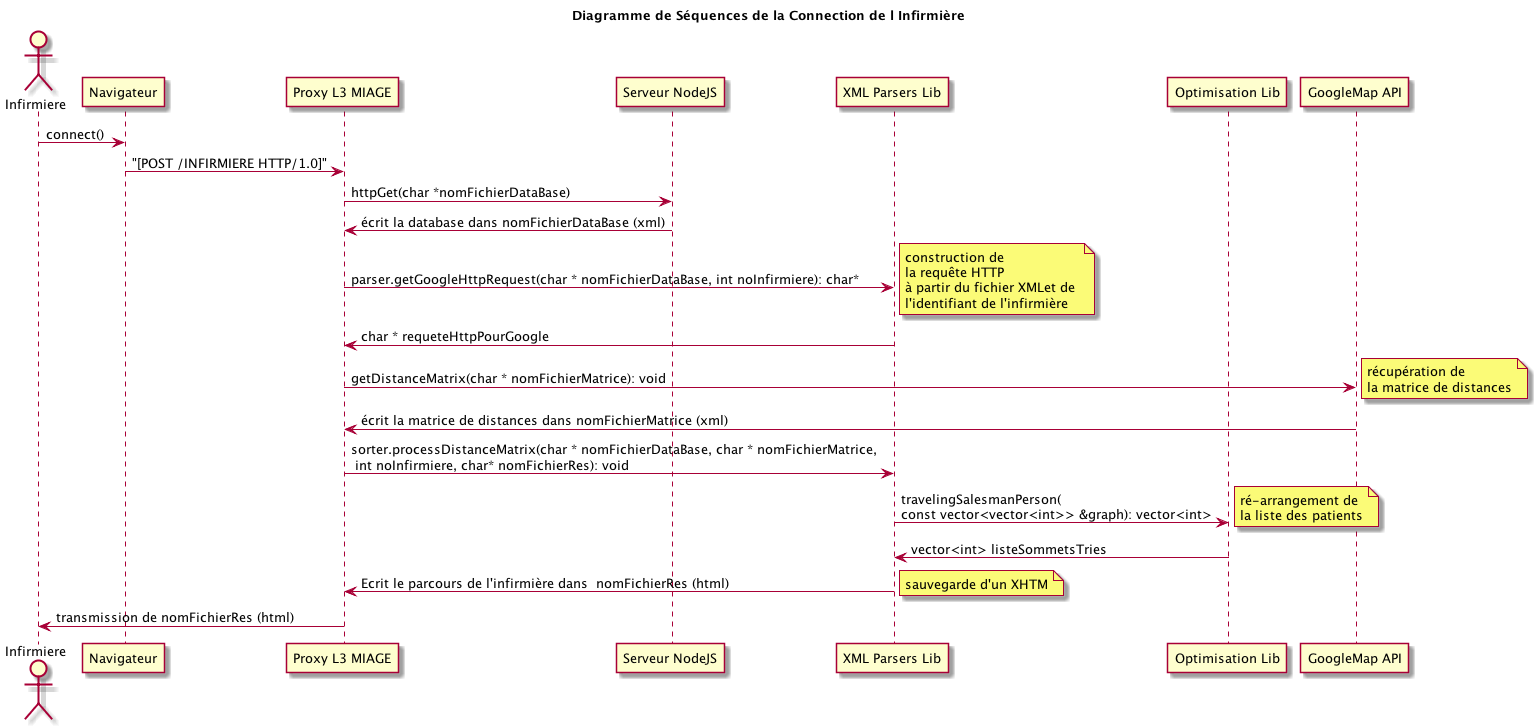 Diagramme de Séquences de la Connection de l Infirmière
Infirmiere
Navigateur
Proxy L3 MIAGE
Serveur NodeJS
XML Parsers Lib
Optimisation Lib
GoogleMap API
connect()
"[POST /INFIRMIERE HTTP/1.0]"
httpGet(char *nomFichierDataBase)
écrit la database dans nomFichierDataBase (xml)
construction de
la requête HTTP
à partir du fichier XMLet de
l'identifiant de l'infirmière
parser.getGoogleHttpRequest(char * nomFichierDataBase, int noInfirmiere): char*
char * requeteHttpPourGoogle
récupération de
la matrice de distances
getDistanceMatrix(char * nomFichierMatrice): void
écrit la matrice de distances dans nomFichierMatrice (xml)
sorter.processDistanceMatrix(char * nomFichierDataBase, char * nomFichierMatrice,
int noInfirmiere, char* nomFichierRes): void
travelingSalesmanPerson(
const vector<vector<int>> &graph): vector<int>
ré-arrangement de
la liste des patients
vector<int> listeSommetsTries
Ecrit le parcours de l'infirmière dans  nomFichierRes (html)
sauvegarde d'un XHTM
transmission de nomFichierRes (html)
Infirmiere
Navigateur
Proxy L3 MIAGE
Serveur NodeJS
XML Parsers Lib
Optimisation Lib
GoogleMap API